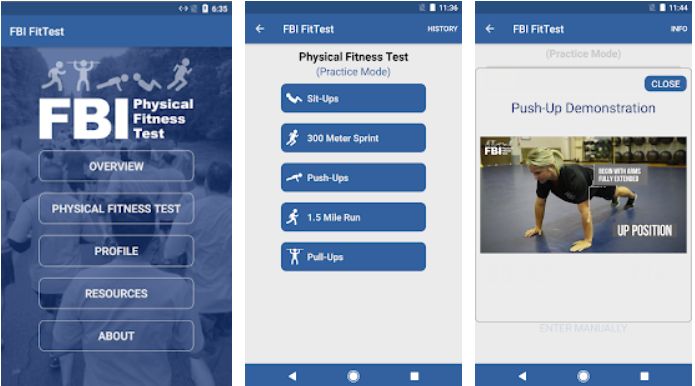 6:35
FBI FitTest
FBI Physical
Fitness
Test
OVERVIEW
PHYSICAL FITNESS TEST
PROFILE
RESOURCES
ABOUT
11:36
FBI FitTest
HISTORY
Physical Fitness Test
(Practice Mode)
Sit-Ups
300 Meter Sprint
Push-Ups
1.5 Mile Run
Pull-Ups
11:44
FBI FitTest
INFO
(Practice Mode)
CLOSE
Push-Up Demonstration
FBI
BEGIN WITH ARMS
FULLY EXTENDED
UP POSITION
ENTER MANUALLY